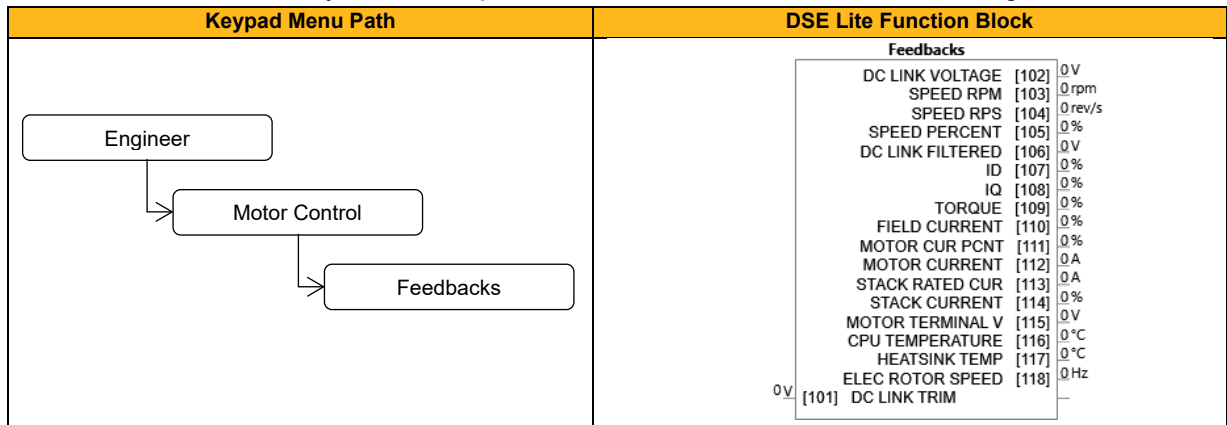 Keypad Menu Path
DSE Lite Function Block
Engineer
Motor Control
Feedbacks
Feedbacks
DC LINK VOLTAGE [102] 0 V
SPEED RPM [103] 0 rpm
SPEED RPS [104] 0 rev/s
SPEED PERCENT [105] 0 %
DC LINK FILTERED [106] 0 V
ID [107] 0 %
IQ [108] 0 %
TORQUE [109] 0 %
FIELD CURRENT [110] 0 %
MOTOR CUR PCNT [111] 0 %
MOTOR CURRENT [112] 0 A
STACK RATED CUR [113] 0 A
STACK CURRENT [114] 0 %
MOTOR TERMINAL V [115] 0 V
CPU TEMPERATURE [116] 0 °C
HEATSINK TEMP [117] 0 °C
ELEC ROTOR SPEED [118] 0 Hz
0 V [101] DC LINK TRIM